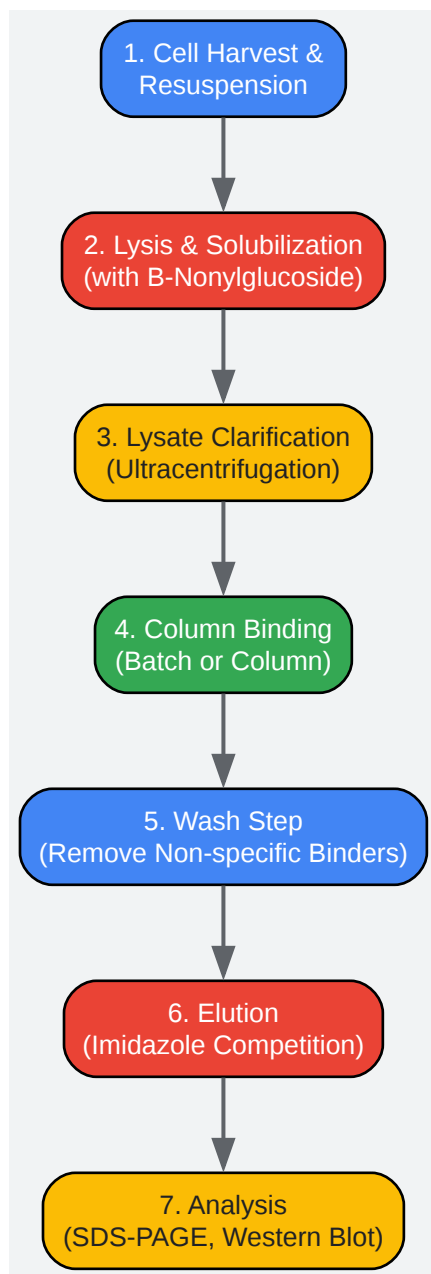 1. Cell Harvest &
Resuspension
2. Lysis & Solubilization
(with B-Nonylglucoside)
3. Lysate Clarification
(Ultracentrifugation)
4. Column Binding
(Batch or Column)
5. Wash Step
(Remove Non-specific Binders)
6. Elution
(Imidazole Competition)
7. Analysis
(SDS-PAGE, Western Blot)